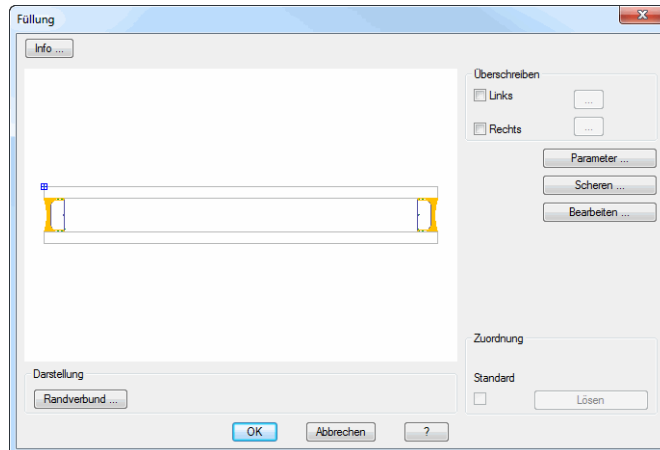 Füllung
Info ...
Überschreiben
Links
...
Rechts
...
Parameter ...
Scheren ...
Bearbeiten ...
Zuordnung
Standard
Lösen
Darstellung
Randverbund ...
OK
Abbrechen
?